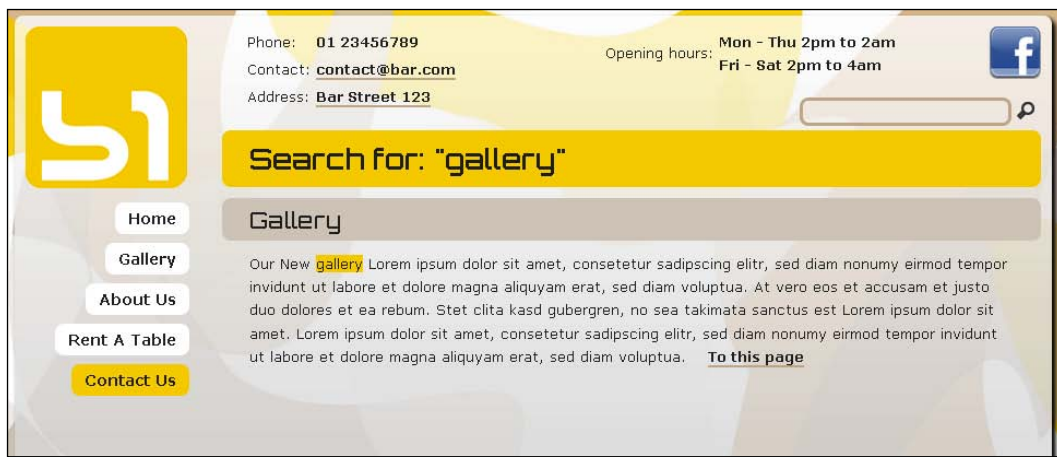 Phone: 01 23456789
Contact: contact@bar.com
Address: Bar Street 123
Opening hours: Mon - Thu 2pm to 2am
Fri - Sat 2pm to 4am
f
b1
Search for: "gallery"
Home
Gallery
About Us
Rent A Table
Contact Us
Gallery
Our New gallery Lorem ipsum dolor sit amet, consetetur sadipscing elitr, sed diam nonumy eirmod tempor
invidunt ut labore et dolore magna aliquyam erat, sed diam voluptua. At vero eos et accusam et justo
duo dolores et ea rebum. Stet clita kasd gubergren, no sea takimata sanctus est Lorem ipsum dolor sit
amet. Lorem ipsum dolor sit amet, consetetur sadipscing elitr, sed diam nonumy eirmod tempor invidunt
ut labore et dolore magna aliquyam erat, sed diam voluptua. To this page